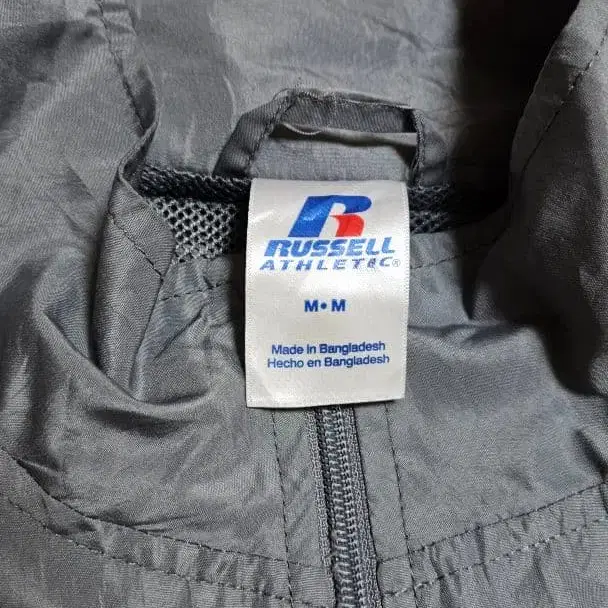 R
RUSSELL
ATHLETIC®
M•M
Made in Bangladesh
Hecho en Bangladesh